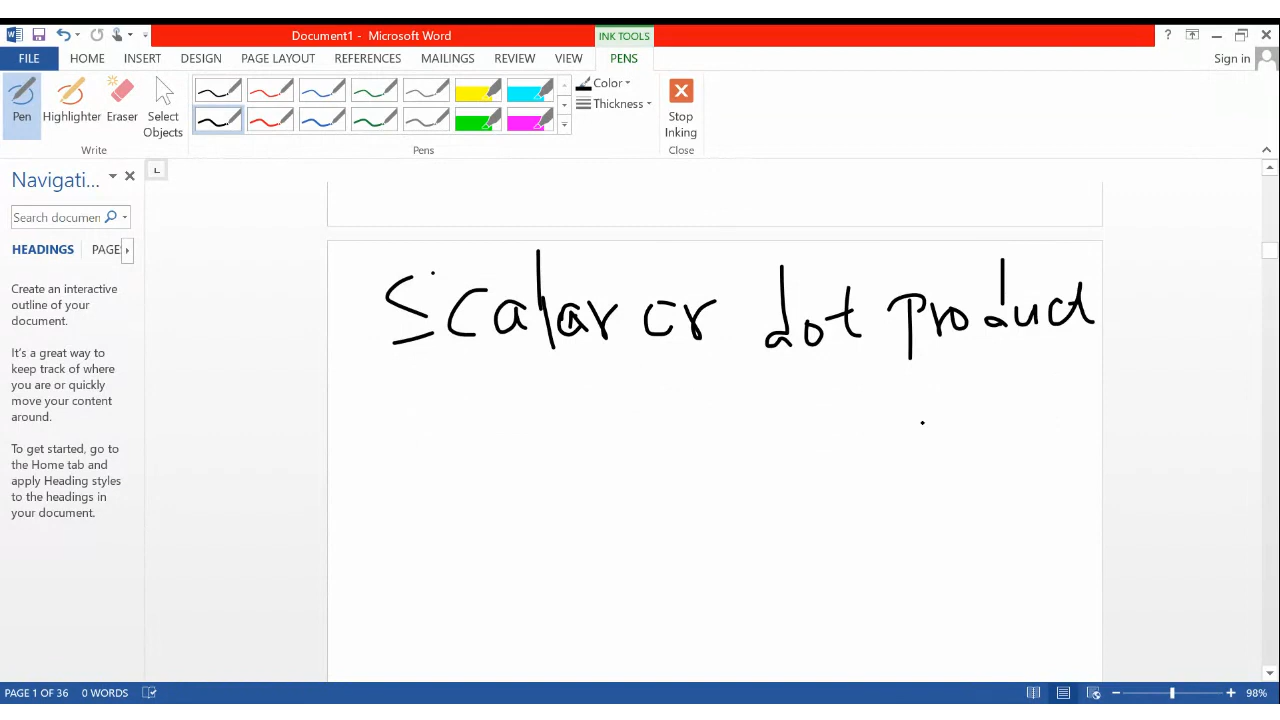 Document1 - Microsoft Word
INK TOOLS
?
FILE
HOME
INSERT
DESIGN
PAGE LAYOUT
REFERENCES
MAILINGS
REVIEW
VIEW
PENS
Sign in
Pen
Highlighter
Eraser
Select Objects
Write
Pens
Color
Thickness
Stop Inking
Close
Navigati...
Search documen
HEADINGS
PAGE
Create an interactive
outline of your
document.
It's a great way to
keep track of where
you are or quickly
move your content
around.
To get started, go to
the Home tab and
apply Heading styles
to the headings in
your document.
Scalar or dot product
PAGE 1 OF 36
0 WORDS
98%